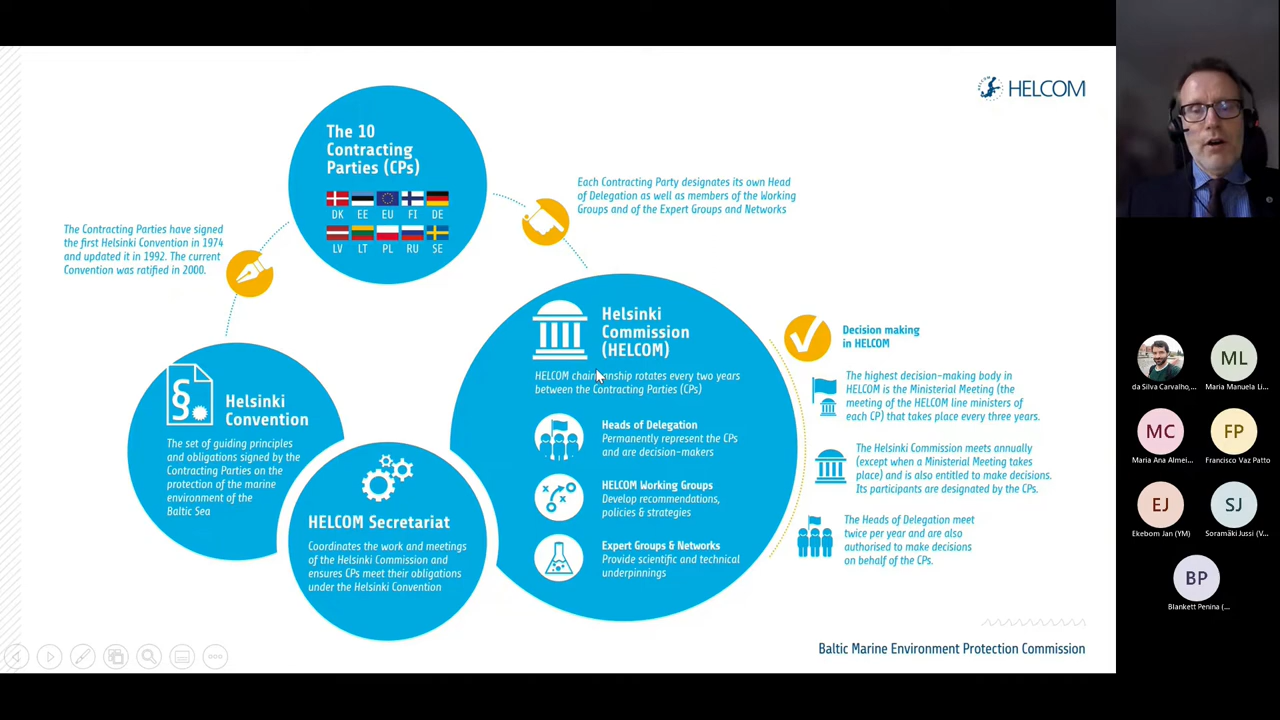 HELCOM
The 10
Contracting
Parties (CPs)
DK EE EU FI DE
LV LT PL RU SE
Each Contracting Party designates its own Head
of Delegation as well as members of the Working
Groups and of the Expert Groups and Networks
The Contracting Parties have signed
the first Helsinki Convention in 1974
and updated it in 1992. The current
Convention was ratified in 2000.
Helsinki
Convention
The set of guiding principles
and obligations signed by the
Contracting Parties on the
protection of the marine
environment of the
Baltic Sea
HELCOM Secretariat
Coordinates the work and meetings
of the Helsinki Commission and
ensures CPs meet their obligations
under the Helsinki Convention
Helsinki
Commission
(HELCOM)
HELCOM chairmanship rotates every two years
between the Contracting Parties (CPs)
Heads of Delegation
Permanently represent the CPs
and are decision-makers
HELCOM Working Groups
Develop recommendations,
policies & strategies
Expert Groups & Networks
Provide scientific and technical
underpinnings
Decision making
in HELCOM
The highest decision-making body in
HELCOM is the Ministerial Meeting (the
meeting of the HELCOM line ministers of
each CP) that takes place every three years.
The Helsinki Commission meets annually
(except when a Ministerial Meeting takes
place) and is also entitled to make decisions.
Its participants are designated by the CPs.
The Heads of Delegation meet
twice per year and are also
authorised to make decisions
on behalf of the CPs.
Baltic Marine Environment Protection Commission
da Silva Carvalho,...
ML
Maria Manuela Li...
MC
Maria Ana Almei...
FP
Francisco Vaz Patto
EJ
Ekebom Jan (YM)
SJ
Soramäki Jussi (V...
BP
Blankett Penina (...